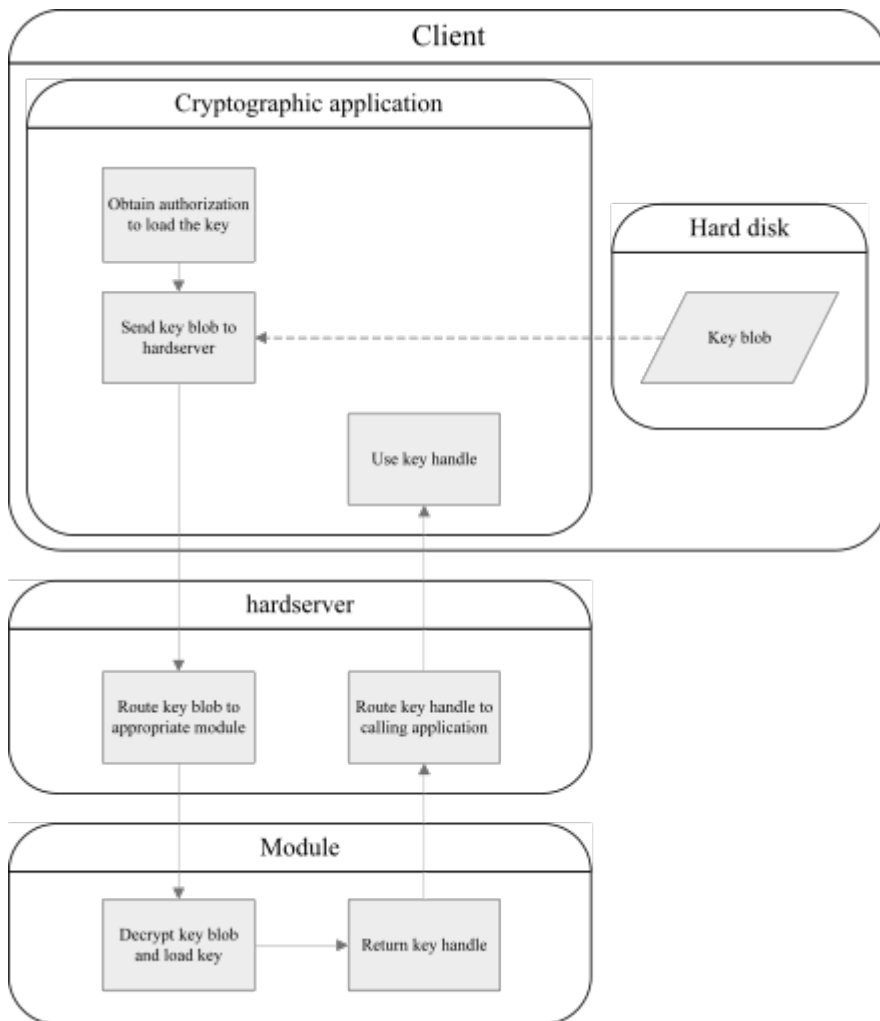 Client
Cryptographic application
Obtain authorization
to load the key
Hard disk
Send key blob to
hardserver
Key blob
Use key handle
hardserver
Route key blob to
appropriate module
Route key handle to
calling application
Module
Decrypt key blob
and load key
Return key handle